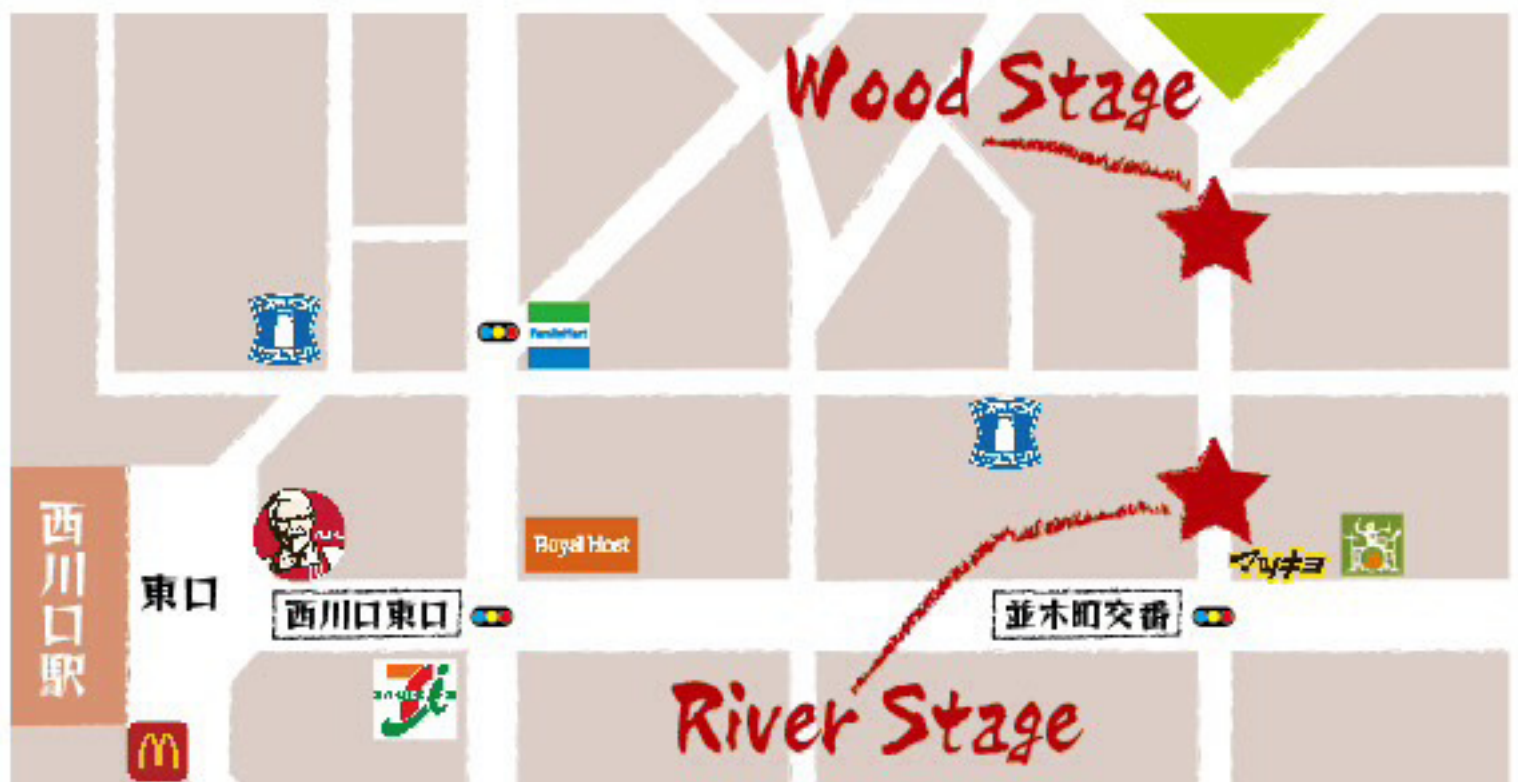 Wood Stage
FamilyMart
西川口駅
東口
Royal Host
マツキヨ
西川口東口
並木町交番
River Stage